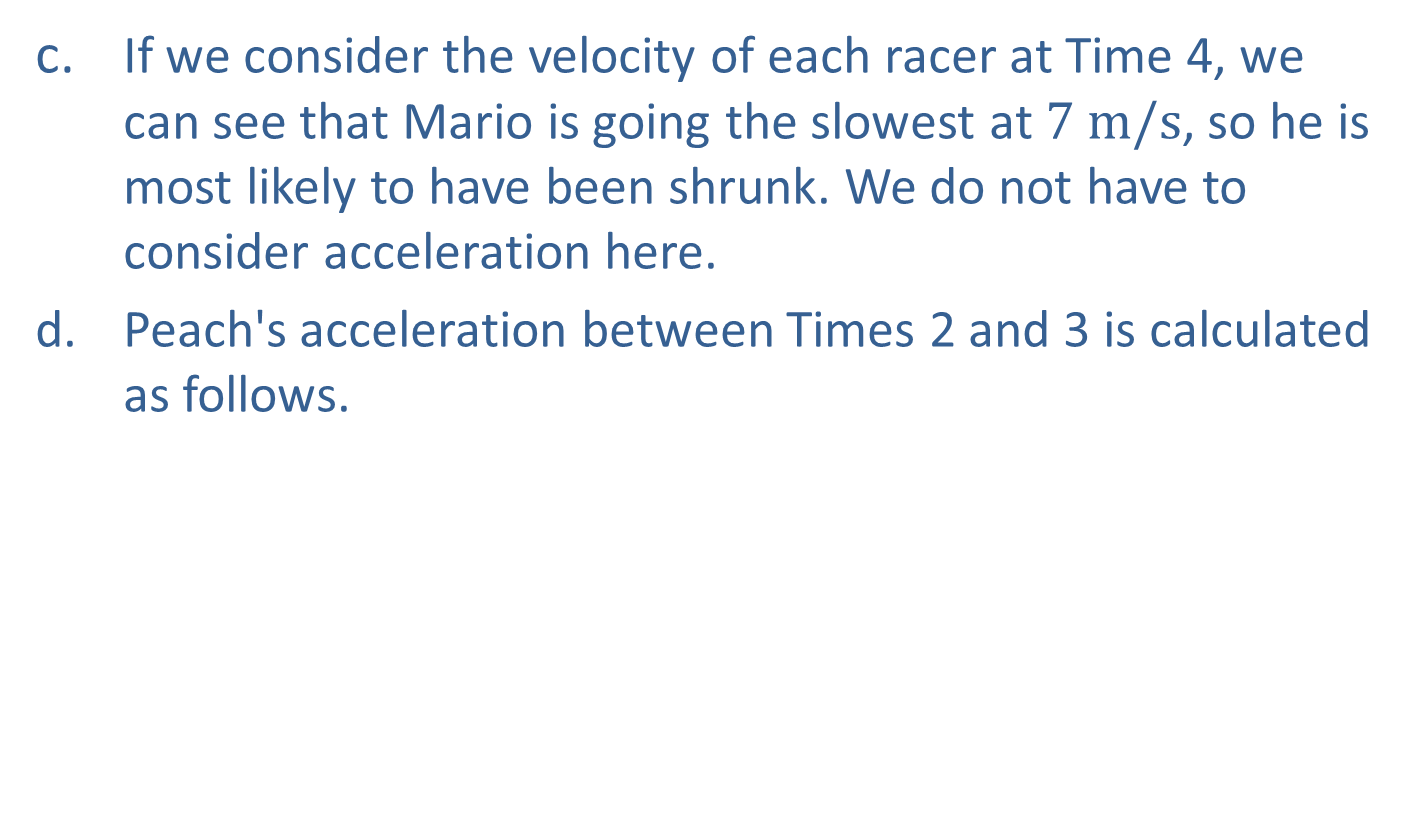 c. If we consider the velocity of each racer at Time 4, we
can see that Mario is going the slowest at 7 m/s, so he is
most likely to have been shrunk. We do not have to
consider acceleration here.
d. Peach's acceleration between Times 2 and 3 is calculated
as follows.